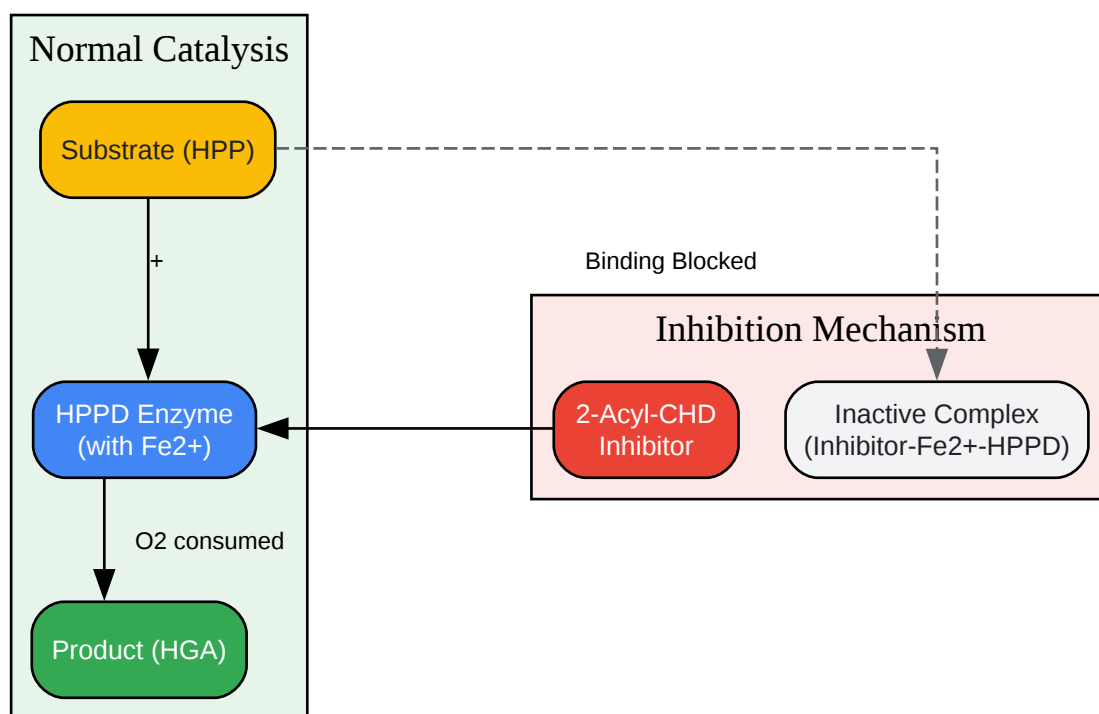 Normal Catalysis
Substrate (HPP)
+
Binding Blocked
Inhibition Mechanism
HPPD Enzyme
(with Fe2+)
2-Acyl-CHD
Inhibitor
Inactive Complex
(Inhibitor-Fe2+-HPPD)
O2 consumed
Product (HGA)